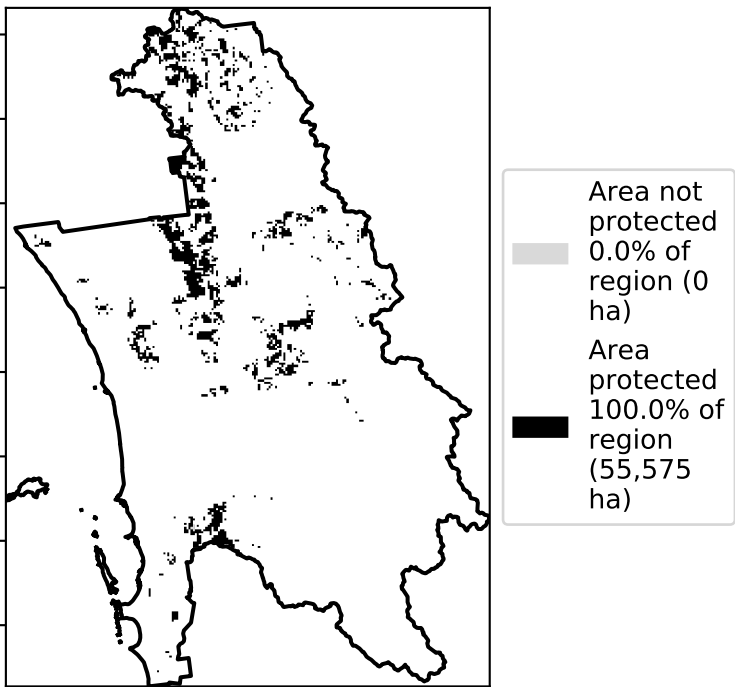 Area not
protected
0.0% of
region (0
ha)
Area
protected
100.0% of
region
(55,575
ha)